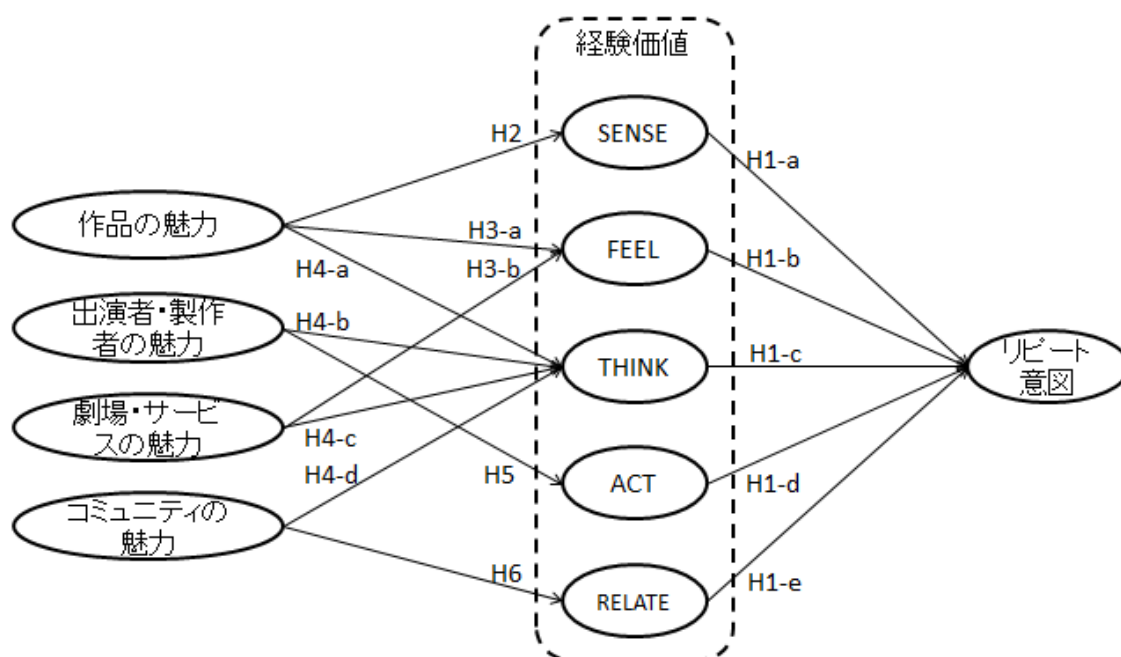 経験価値
SENSE
H2
H1-a
作品の魅力
H3-a
FEEL
H1-b
H4-a
H3-b
出演者・製作
者の魅力
H4-b
THINK
H1-c
リピート
意図
劇場・サービ
スの魅力
H4-c
H4-d
H5
ACT
H1-d
コミュニティの
魅力
H6
RELATE
H1-e